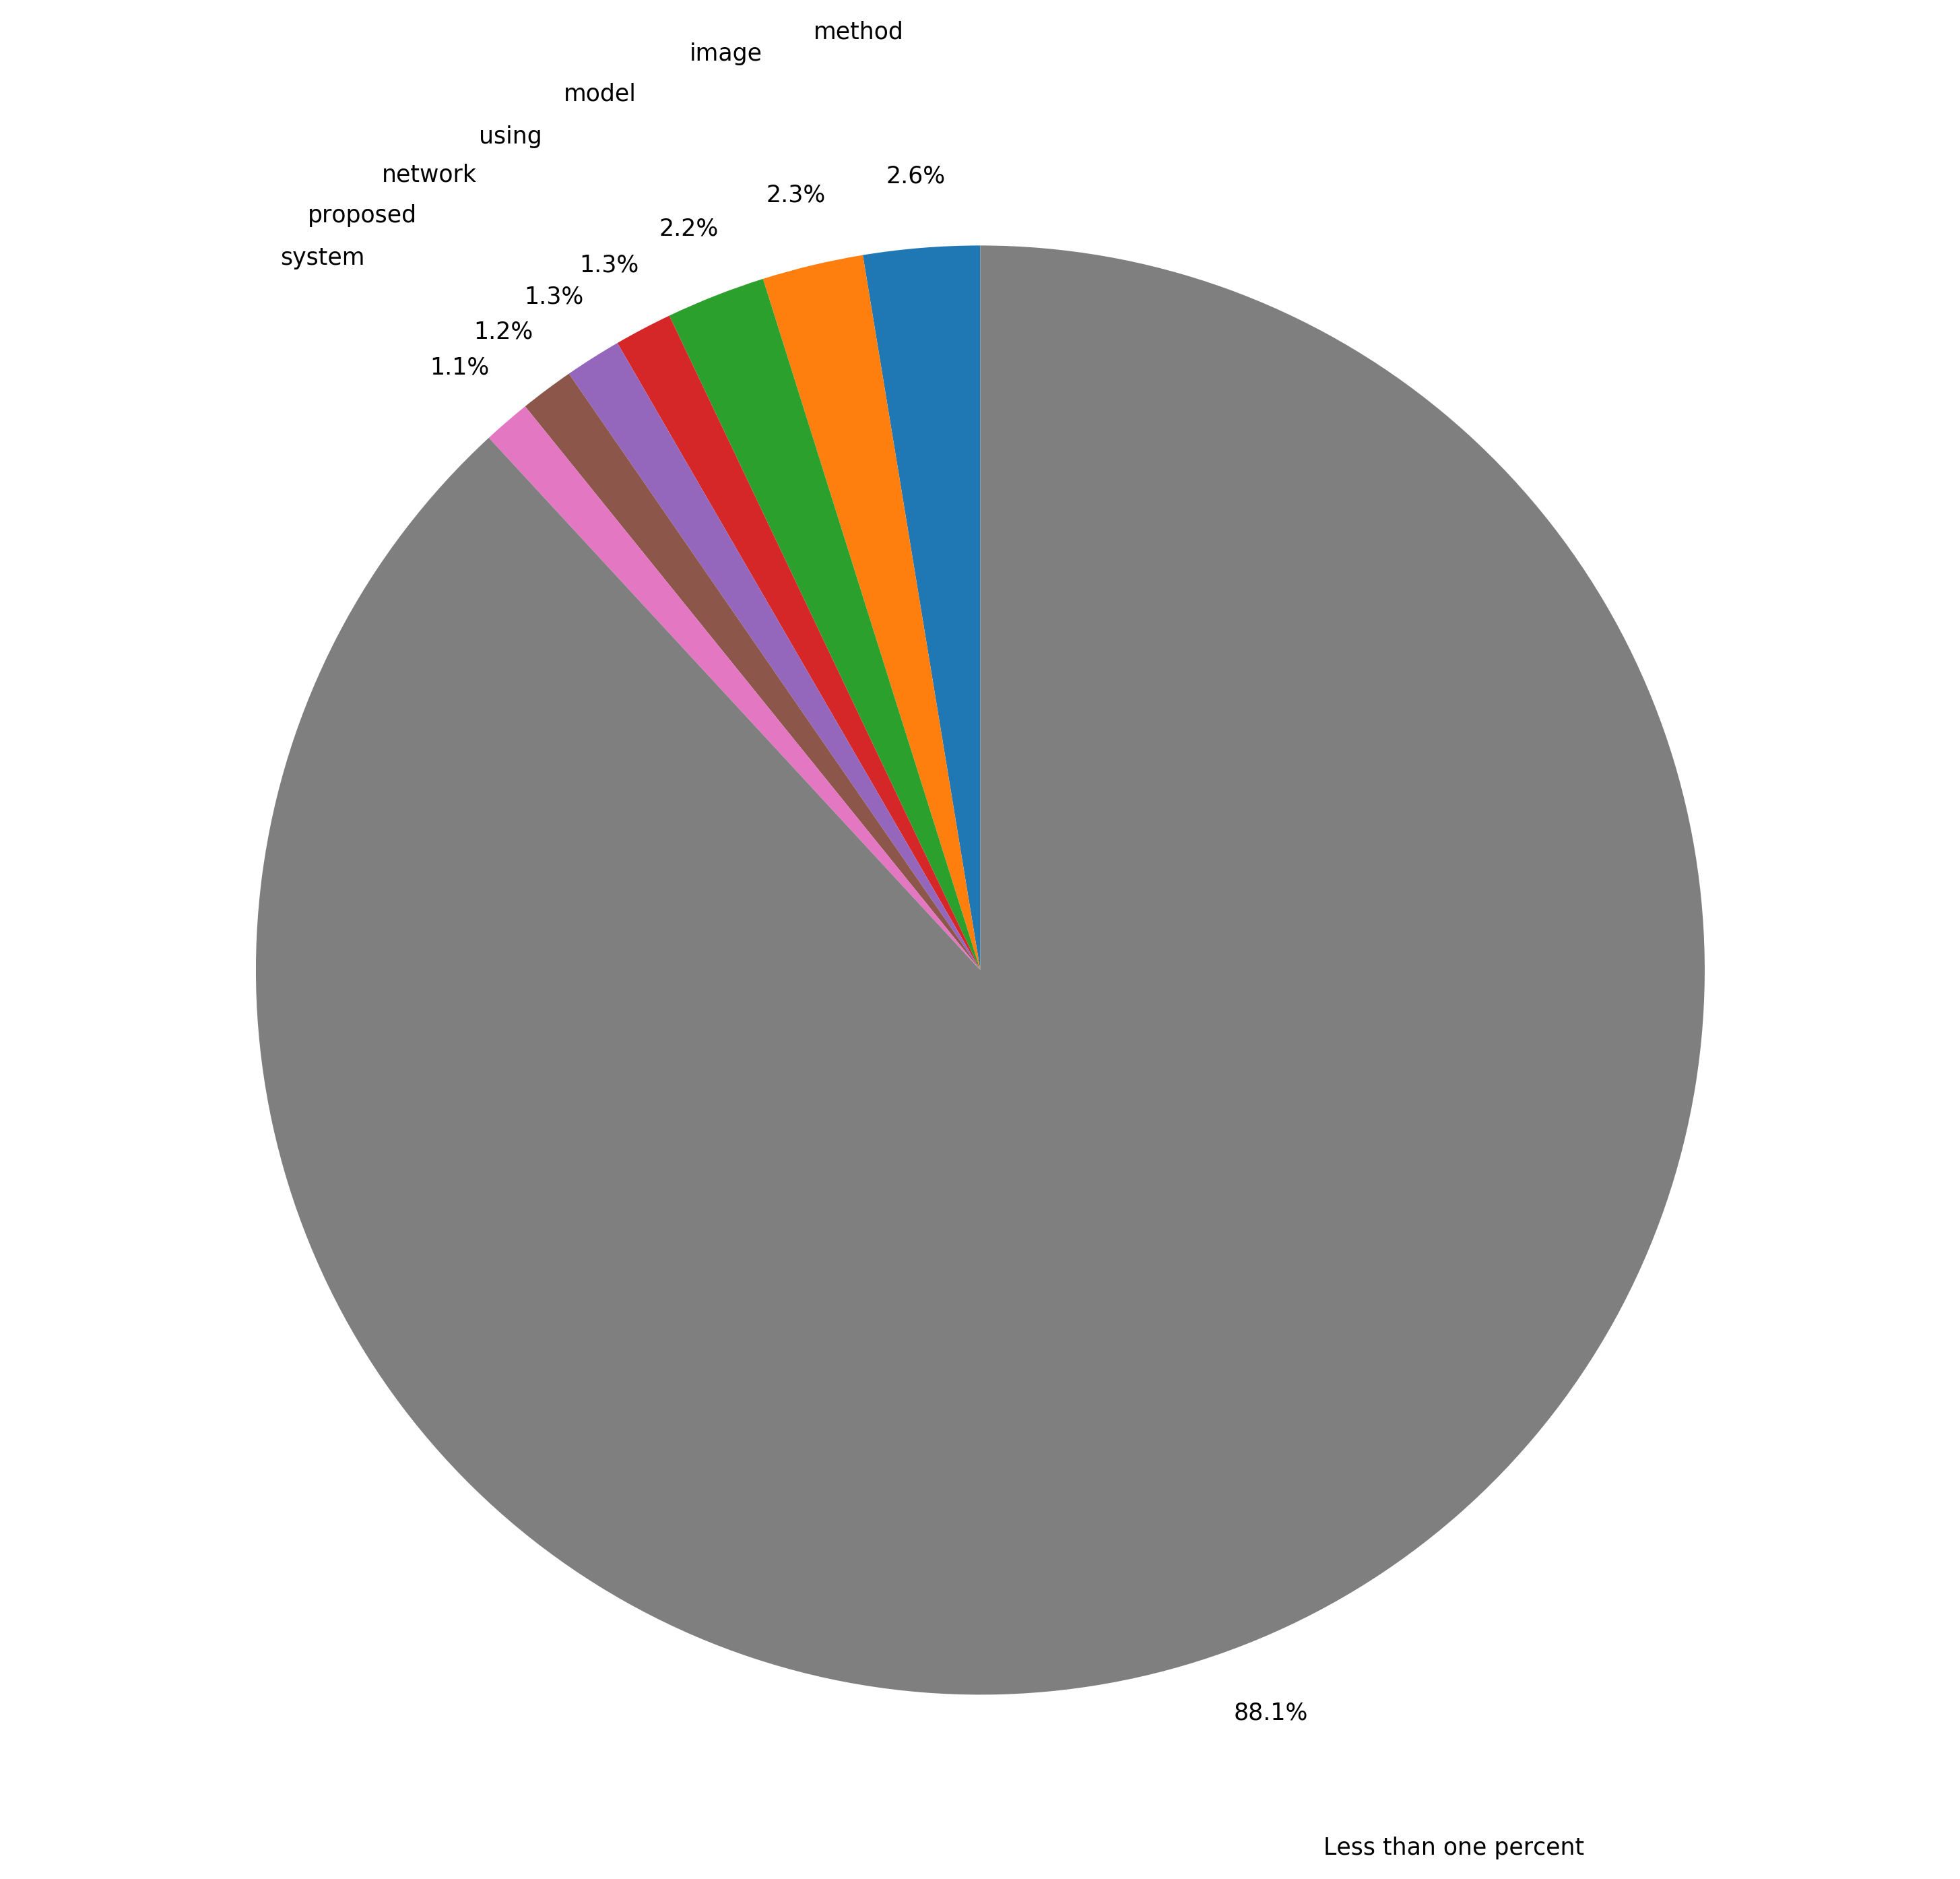 method
image
model
using
network
proposed
system
2.6%
2.3%
2.2%
1.3%
1.3%
1.2%
1.1%
88.1%
Less than one percent